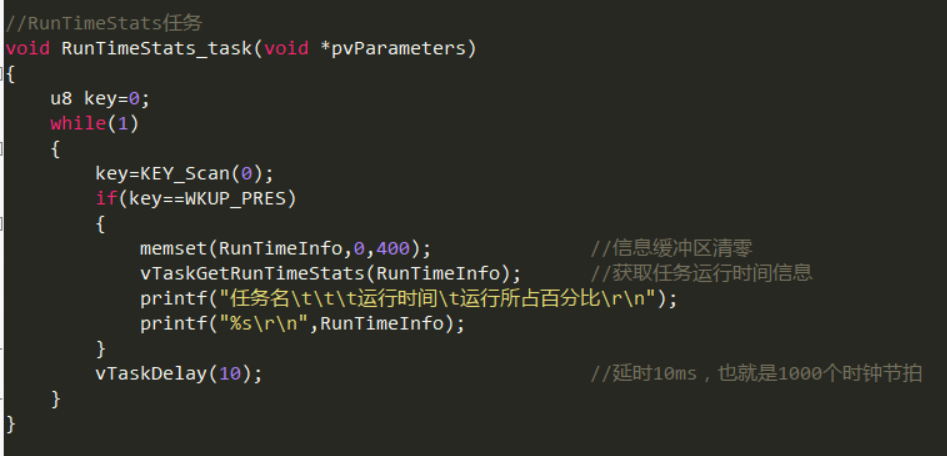 //RunTimeStats任务
void RunTimeStats_task(void *pvParameters)
{
    u8 key=0;
    while(1)
    {
        key=KEY_Scan(0);
        if(key==WKUP_PRES)
        {
            memset(RunTimeInfo,0,400);              //信息缓冲区清零
            vTaskGetRunTimeStats(RunTimeInfo);      //获取任务运行时间信息
            printf("任务名\t\t\t运行时间\t运行所占百分比\r\n");
            printf("%s\r\n",RunTimeInfo);
        }
        vTaskDelay(10);                             //延时10ms，也就是1000个时钟节拍
    }
}